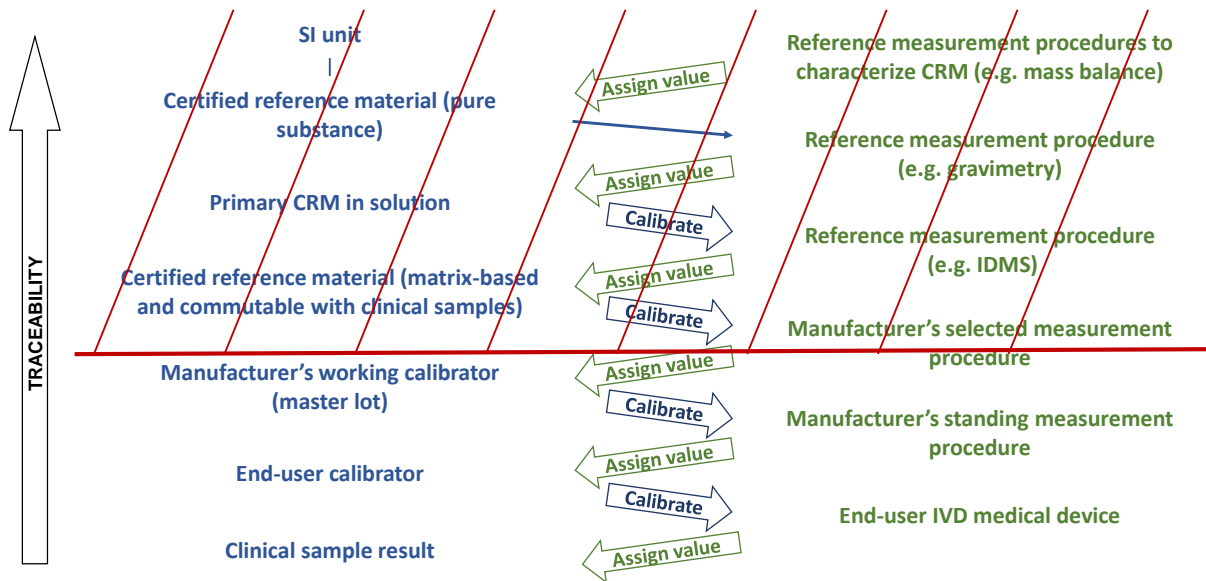 TRACEABILITY
SI unit
Certified reference material (pure
substance)
Primary CRM in solution
Certified reference material (matrix-based
and commutable with clinical samples)
Manufacturer's working calibrator
(master lot)
End-user calibrator
Clinical sample result
Assign value
Assign value
Calibrate
Assign value
Calibrate
Assign value
Calibrate
Assign value
Calibrate
Assign value
Reference measurement procedures to
characterize CRM (e.g. mass balance)
Reference measurement procedure
(e.g. gravimetry)
Reference measurement procedure
(e.g. IDMS)
Manufacturer's selected measurement
procedure
Manufacturer's standing measurement
procedure
End-user IVD medical device